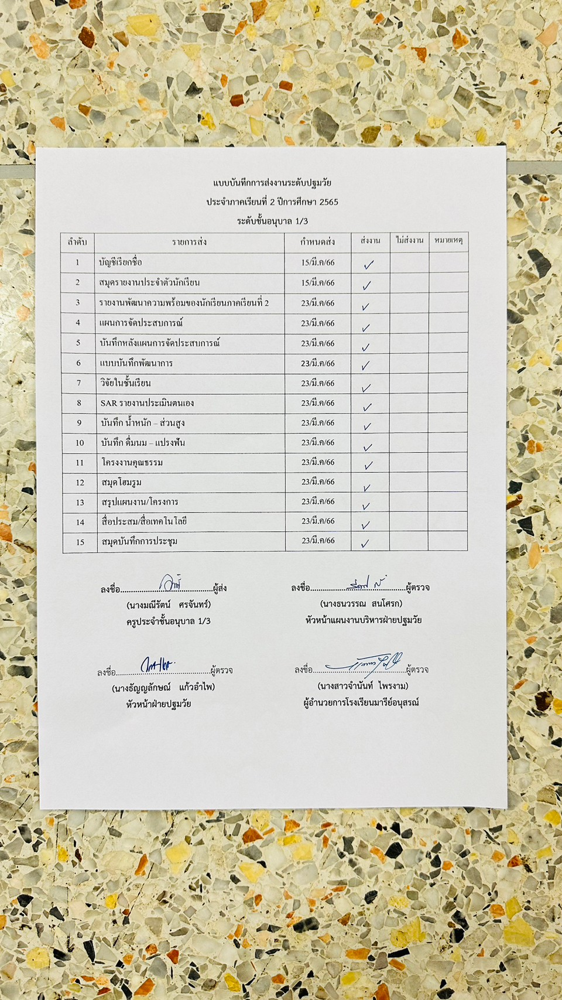 แบบบันทึกการส่งงานระดับปฐมวัย
ประจำภาคเรียนที่ 2 ปีการศึกษา 2565
ระดับชั้นอนุบาล 1/3
ลำดับ รายการส่ง กำหนดส่ง ส่งงาน ไม่ส่งงาน หมายเหตุ
1 บัญชีเรียกชื่อ 15/มี.ค/66 ✓
2 สมุดรายงานประจำตัวนักเรียน 15/มี.ค/66 ✓
3 รายงานพัฒนาความพร้อมของนักเรียนภาคเรียนที่ 2 23/มี.ค/66 ✓
4 แผนการจัดประสบการณ์ 23/มี.ค/66 ✓
5 บันทึกหลังแผนการจัดประสบการณ์ 23/มี.ค/66 ✓
6 แบบบันทึกพัฒนาการ 23/มี.ค/66 ✓
7 วิจัยในชั้นเรียน 23/มี.ค/66 ✓
8 SAR รายงานประเมินตนเอง 23/มี.ค/66 ✓
9 บันทึก น้ำหนัก – ส่วนสูง 23/มี.ค/66 ✓
10 บันทึก ดื่มนม – แปรงฟัน 23/มี.ค/66 ✓
11 โครงงานคุณธรรม 23/มี.ค/66 ✓
12 สมุดโฮมรูม 23/มี.ค/66 ✓
13 สรุปแผนงาน/โครงการ 23/มี.ค/66 ✓
14 สื่อประสม/สื่อเทคโนโลยี 23/มี.ค/66 ✓
15 สมุดบันทึกการประชุม 23/มี.ค/66 ✓
ลงชื่อ........................................ผู้ส่ง ลงชื่อ........................................ผู้ตรวจ
(นางมณีรัตน์ ศรจันทร์) (นางธนวรรณ สนโศรก)
ครูประจำชั้นอนุบาล 1/3 หัวหน้าแผนงานบริหารฝ่ายปฐมวัย
ลงชื่อ........................................ผู้ตรวจ ลงชื่อ........................................ผู้ตรวจ
(นางธัญญลักษณ์ แก้วอำไพ) (นางสาวจำนันท์ ไพรงาม)
หัวหน้าฝ่ายปฐมวัย ผู้อำนวยการโรงเรียนมารีย์อนุสรณ์